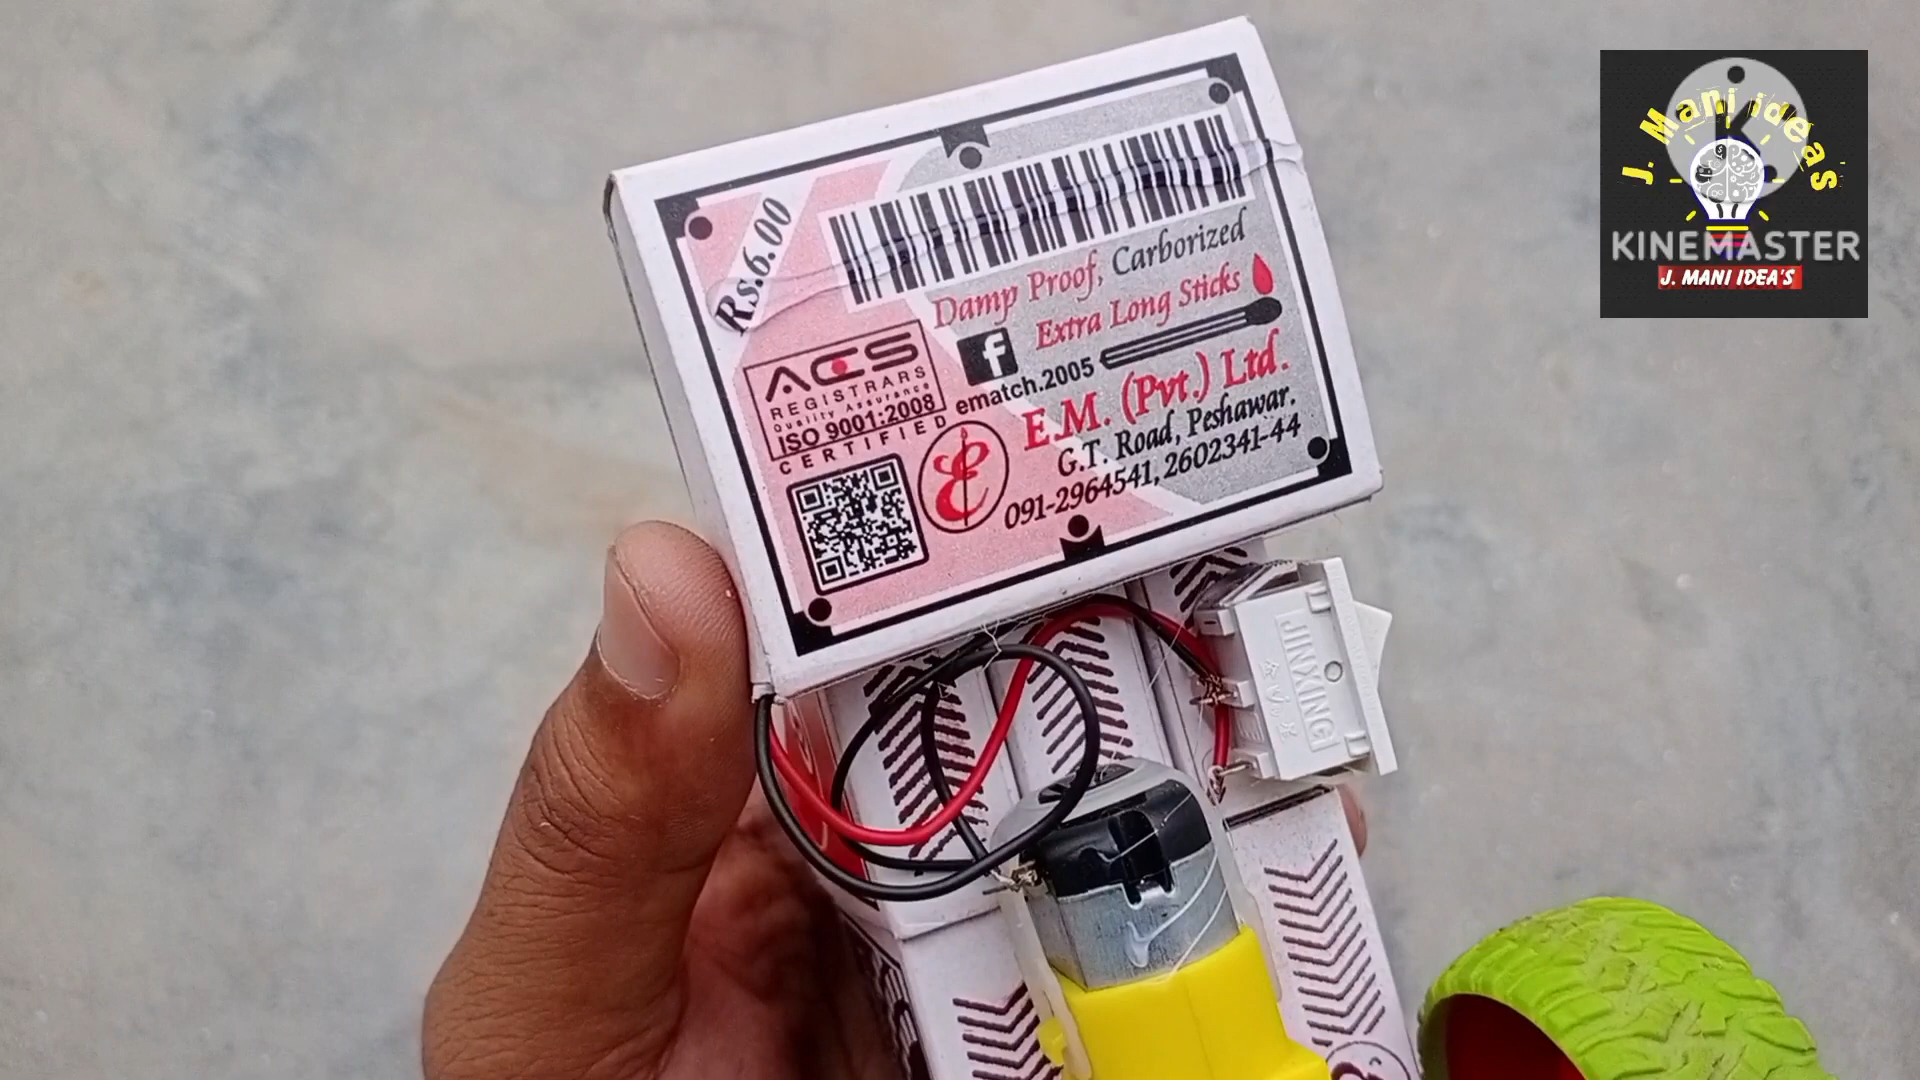 Rs.6.00
Damp Proof, Carborized
Extra Long Sticks
ACS
REGISTRARS
Quality Assurance
ISO 9001:2008
CERTIFIED
f
ematch.2005
E.M. (Pvt.) Ltd.
G.T. Road, Peshawar.
091-2964541, 2602341-44
E
JINXING
J. Mani ideas
K
KINEMASTER
J. MANI IDEA'S